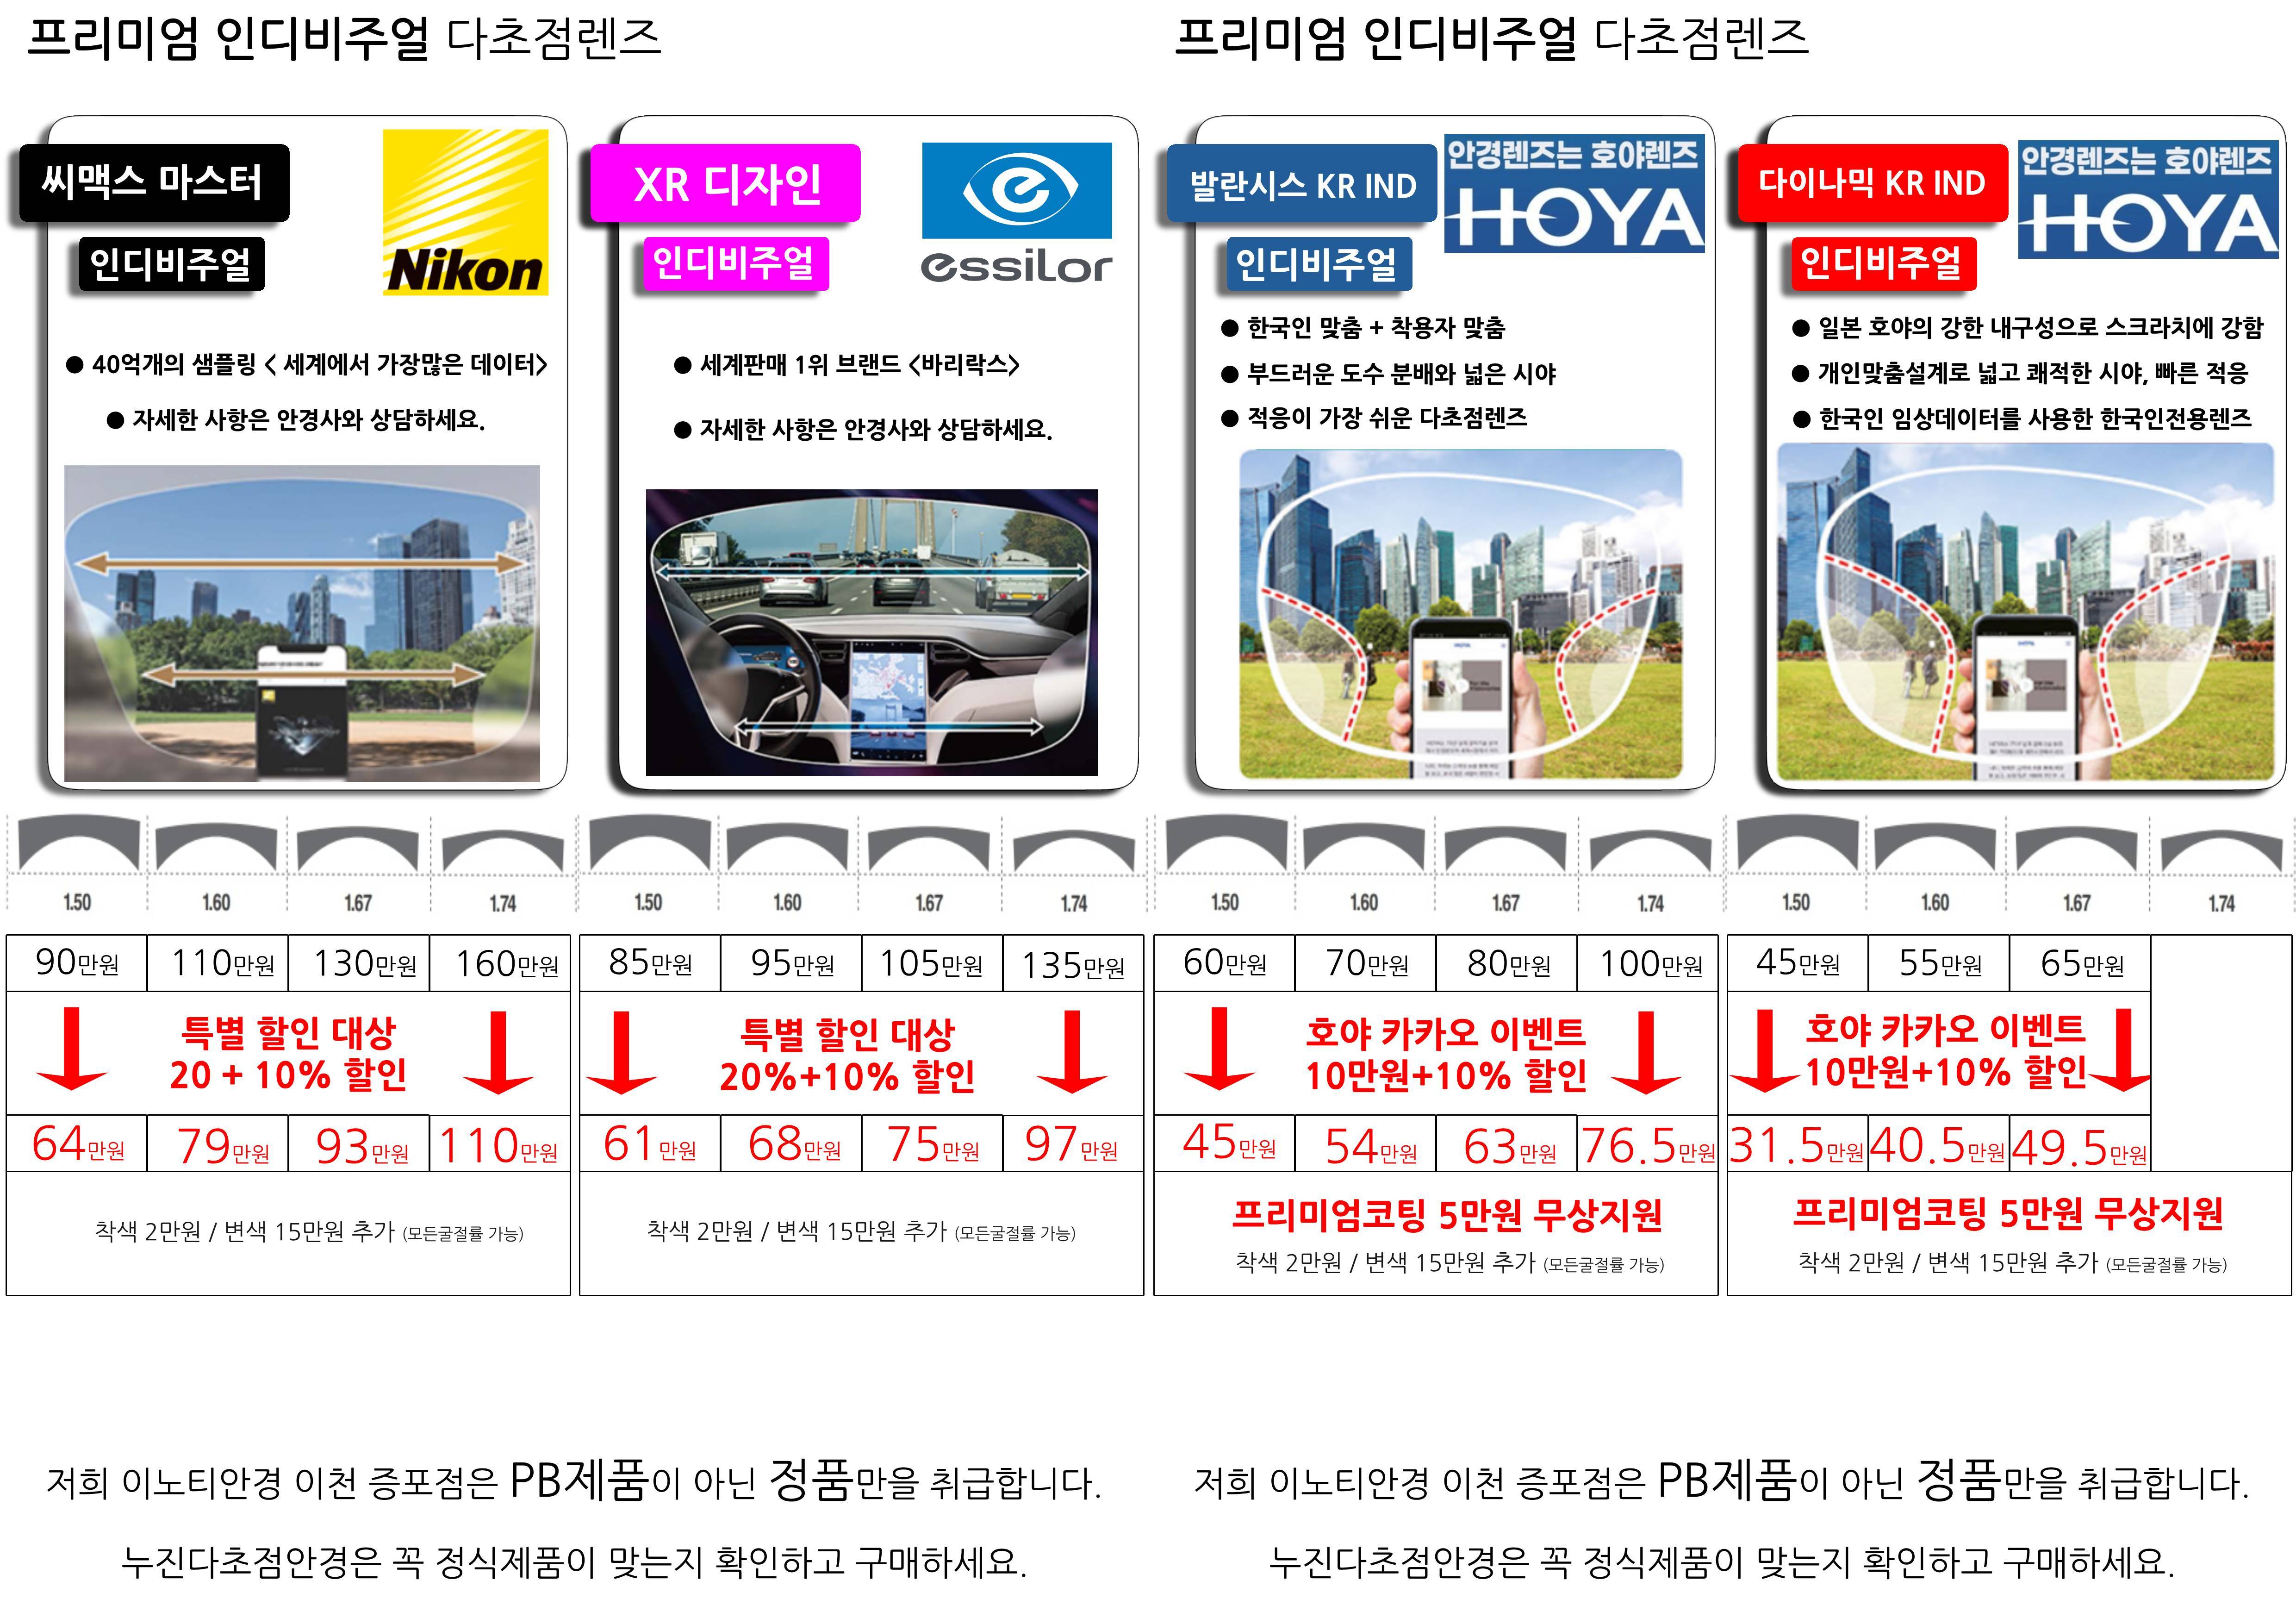 프리미엄 인디비주얼 다초점렌즈
씨맥스 마스터
인디비주얼
Nikon
● 40억개의 샘플링 < 세계에서 가장많은 데이터>
● 자세한 사항은 안경사와 상담하세요.
XR 디자인
인디비주얼
essilor
● 세계판매 1위 브랜드 <바리락스>
● 자세한 사항은 안경사와 상담하세요.
1.50 1.60 1.67 1.74
90만원 110만원 130만원 160만원
특별 할인 대상
20 + 10% 할인
64만원 79만원 93만원 110만원
착색 2만원 / 변색 15만원 추가 (모든굴절률 가능)
1.50 1.60 1.67 1.74
85만원 95만원 105만원 135만원
특별 할인 대상
20%+10% 할인
61만원 68만원 75만원 97만원
착색 2만원 / 변색 15만원 추가 (모든굴절률 가능)
저희 이노티안경 이천 증포점은 PB제품이 아닌 정품만을 취급합니다.
누진다초점안경은 꼭 정식제품이 맞는지 확인하고 구매하세요.
프리미엄 인디비주얼 다초점렌즈
발란시스 KR IND
인디비주얼
안경렌즈는 호야렌즈
HOYA
● 한국인 맞춤 + 착용자 맞춤
● 부드러운 도수 분배와 넓은 시야
● 적응이 가장 쉬운 다초점렌즈
HOYA
다이나믹 KR IND
인디비주얼
안경렌즈는 호야렌즈
HOYA
● 일본 호야의 강한 내구성으로 스크라치에 강함
● 개인맞춤설계로 넓고 쾌적한 시야, 빠른 적응
● 한국인 임상데이터를 사용한 한국인전용렌즈
HOYA
1.50 1.60 1.67 1.74
60만원 70만원 80만원 100만원
호야 카카오 이벤트
10만원+10% 할인
45만원 54만원 63만원 76.5만원
프리미엄코팅 5만원 무상지원
착색 2만원 / 변색 15만원 추가 (모든굴절률 가능)
1.50 1.60 1.67 1.74
45만원 55만원 65만원
호야 카카오 이벤트
10만원+10% 할인
31.5만원 40.5만원 49.5만원
프리미엄코팅 5만원 무상지원
착색 2만원 / 변색 15만원 추가 (모든굴절률 가능)
저희 이노티안경 이천 증포점은 PB제품이 아닌 정품만을 취급합니다.
누진다초점안경은 꼭 정식제품이 맞는지 확인하고 구매하세요.